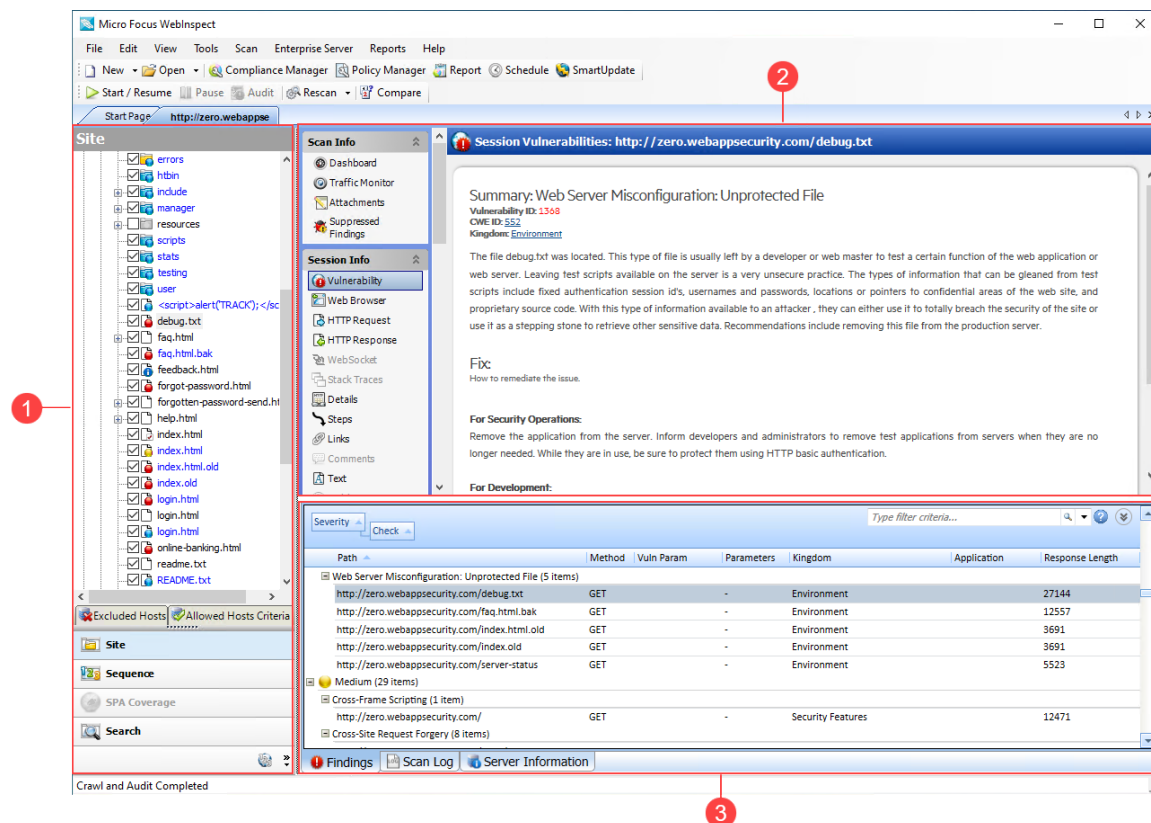 Micro Focus WebInspect
File Edit View Tools Scan Enterprise Server Reports Help
New Open Compliance Manager Policy Manager Report Schedule SmartUpdate
Start / Resume Pause Audit Rescan Compare
Start Page http://zero.webappse
2
Site
errors
htbin
include
manager
resources
scripts
stats
testing
user
<script>alert('TRACK');</sc
debug.txt
faq.html
faq.html.bak
feedback.html
forgot-password.html
forgotten-password-send.ht
help.html
index.html
index.html
index.html.old
index.old
login.html
login.html
login.html
online-banking.html
readme.txt
README.txt
Excluded Hosts Allowed Hosts Criteria
Site
Sequence
SPA Coverage
Search
1
Scan Info
Dashboard
Traffic Monitor
Attachments
Suppressed
Findings
Session Info
Vulnerability
Web Browser
HTTP Request
HTTP Response
WebSocket
Stack Traces
Details
Steps
Links
Comments
Text
Session Vulnerabilities: http://zero.webappsecurity.com/debug.txt
Summary: Web Server Misconfiguration: Unprotected File
Vulnerability ID: 1368
CWE ID: 552
Kingdom: Environment
The file debug.txt was located. This type of file is usually left by a developer or web master to test a certain function of the web application or
web server. Leaving test scripts available on the server is a very unsecure practice. The types of information that can be gleaned from test
scripts include fixed authentication session id's, usernames and passwords, locations or pointers to confidential areas of the web site, and
proprietary source code. With this type of information available to an attacker , they can either use it to totally breach the security of the site or
use it as a stepping stone to retrieve other sensitive data. Recommendations include removing this file from the production server.
Fix:
How to remediate the issue.
For Security Operations:
Remove the application from the server. Inform developers and administrators to remove test applications from servers when they are no
longer needed. While they are in use, be sure to protect them using HTTP basic authentication.
For Development:
Severity Check Type filter criteria...
Path Method Vuln Param Parameters Kingdom Application Response Length
Web Server Misconfiguration: Unprotected File (5 items)
http://zero.webappsecurity.com/debug.txt GET - Environment 27144
http://zero.webappsecurity.com/faq.html.bak GET - Environment 12557
http://zero.webappsecurity.com/index.html.old GET - Environment 3691
http://zero.webappsecurity.com/index.old GET - Environment 3691
http://zero.webappsecurity.com/server-status GET - Environment 5523
Medium (29 items)
Cross-Frame Scripting (1 item)
http://zero.webappsecurity.com/ GET - Security Features 12471
Cross-Site Request Forgery (8 items)
Findings Scan Log Server Information
Crawl and Audit Completed
3